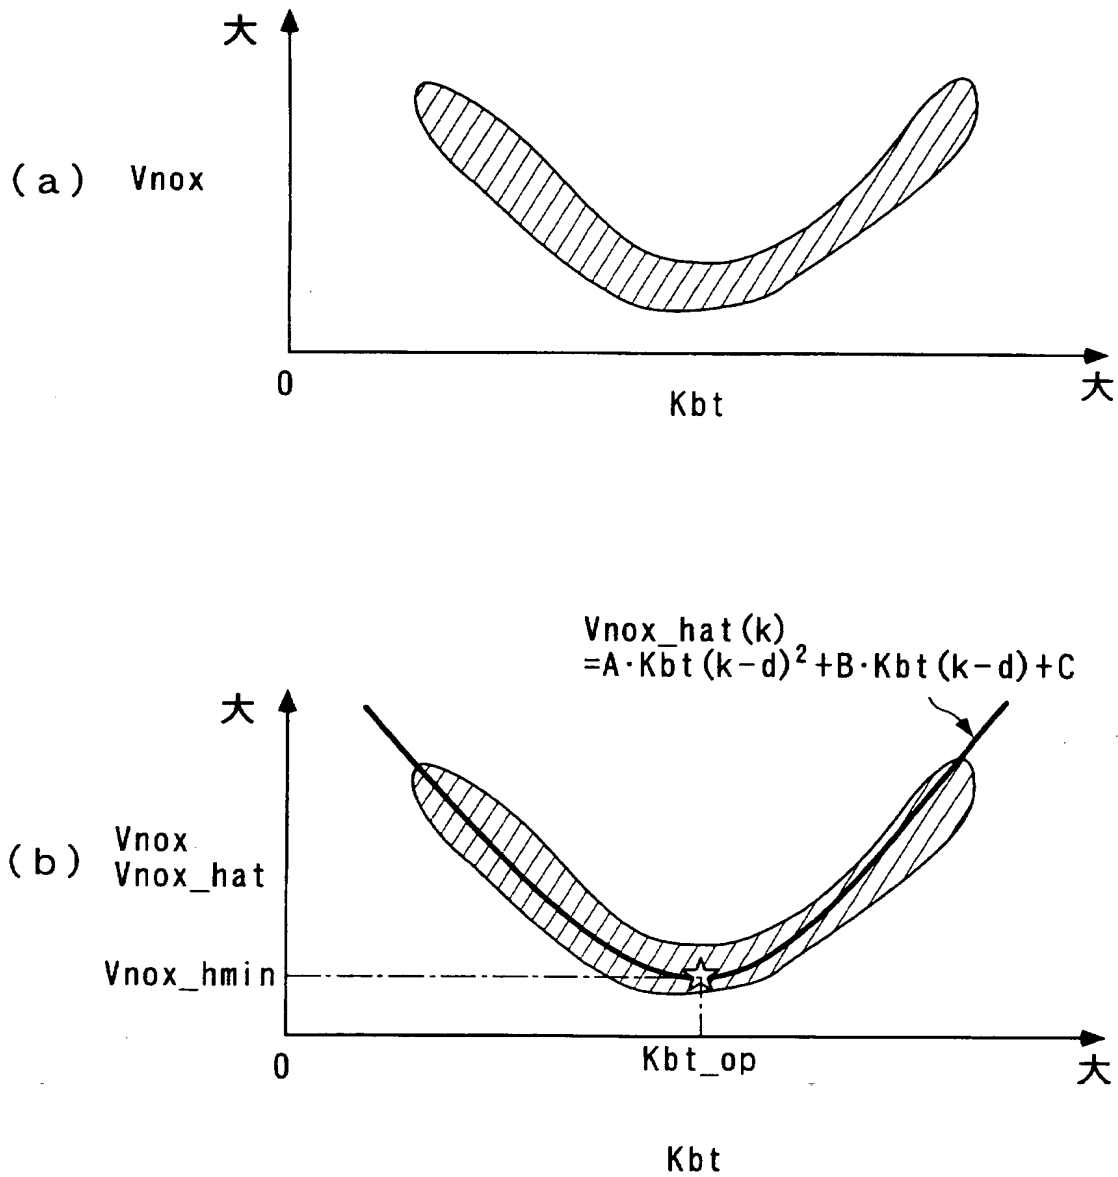 大
(a) Vnox
0
大
Kbt
Vnox_hat(k)
=A·Kbt(k-d)²+B·Kbt(k-d)+C
大
(b) Vnox
Vnox_hat
Vnox_hmin
0
Kbt_op
大
Kbt